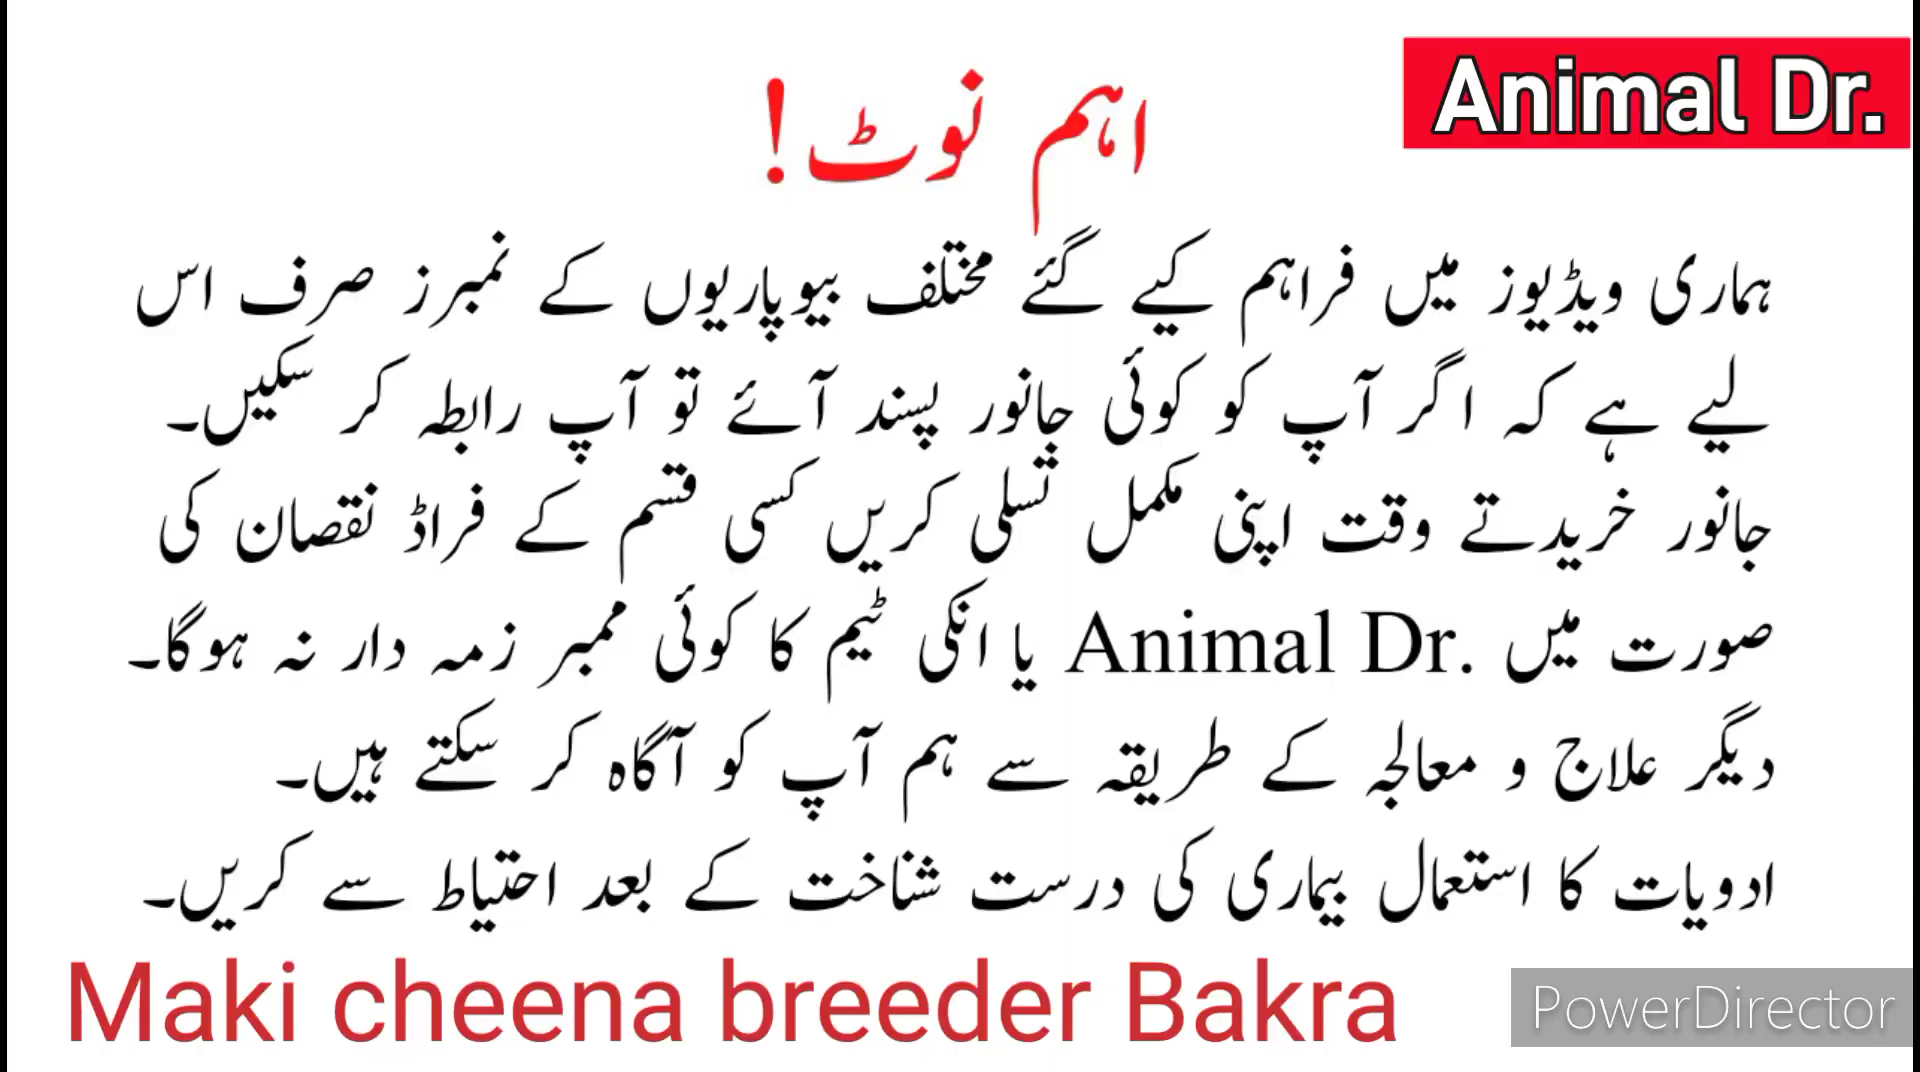 Animal Dr.
اہم نوٹ!
ہماری ویڈیوز میں فراہم کیے گئے مختلف بیوپاریوں کے نمبرز صرف اس
لیے ہے کہ اگر آپ کو کوئی جانور پسند آئے تو آپ رابطہ کر سکیں۔
جانور خریدتے وقت اپنی مکمل تسلی کریں کسی قسم کے فراڈ نقصان کی
صورت میں Animal Dr. یا انکی ٹیم کا کوئی ممبر زمہ دار نہ ہوگا۔
دیگر علاج و معالجہ کے طریقہ سے ہم آپ کو آگاہ کر سکتے ہیں۔
ادویات کا استعمال بیماری کی درست شناخت کے بعد احتیاط سے کریں۔
Maki cheena breeder Bakra
PowerDirector